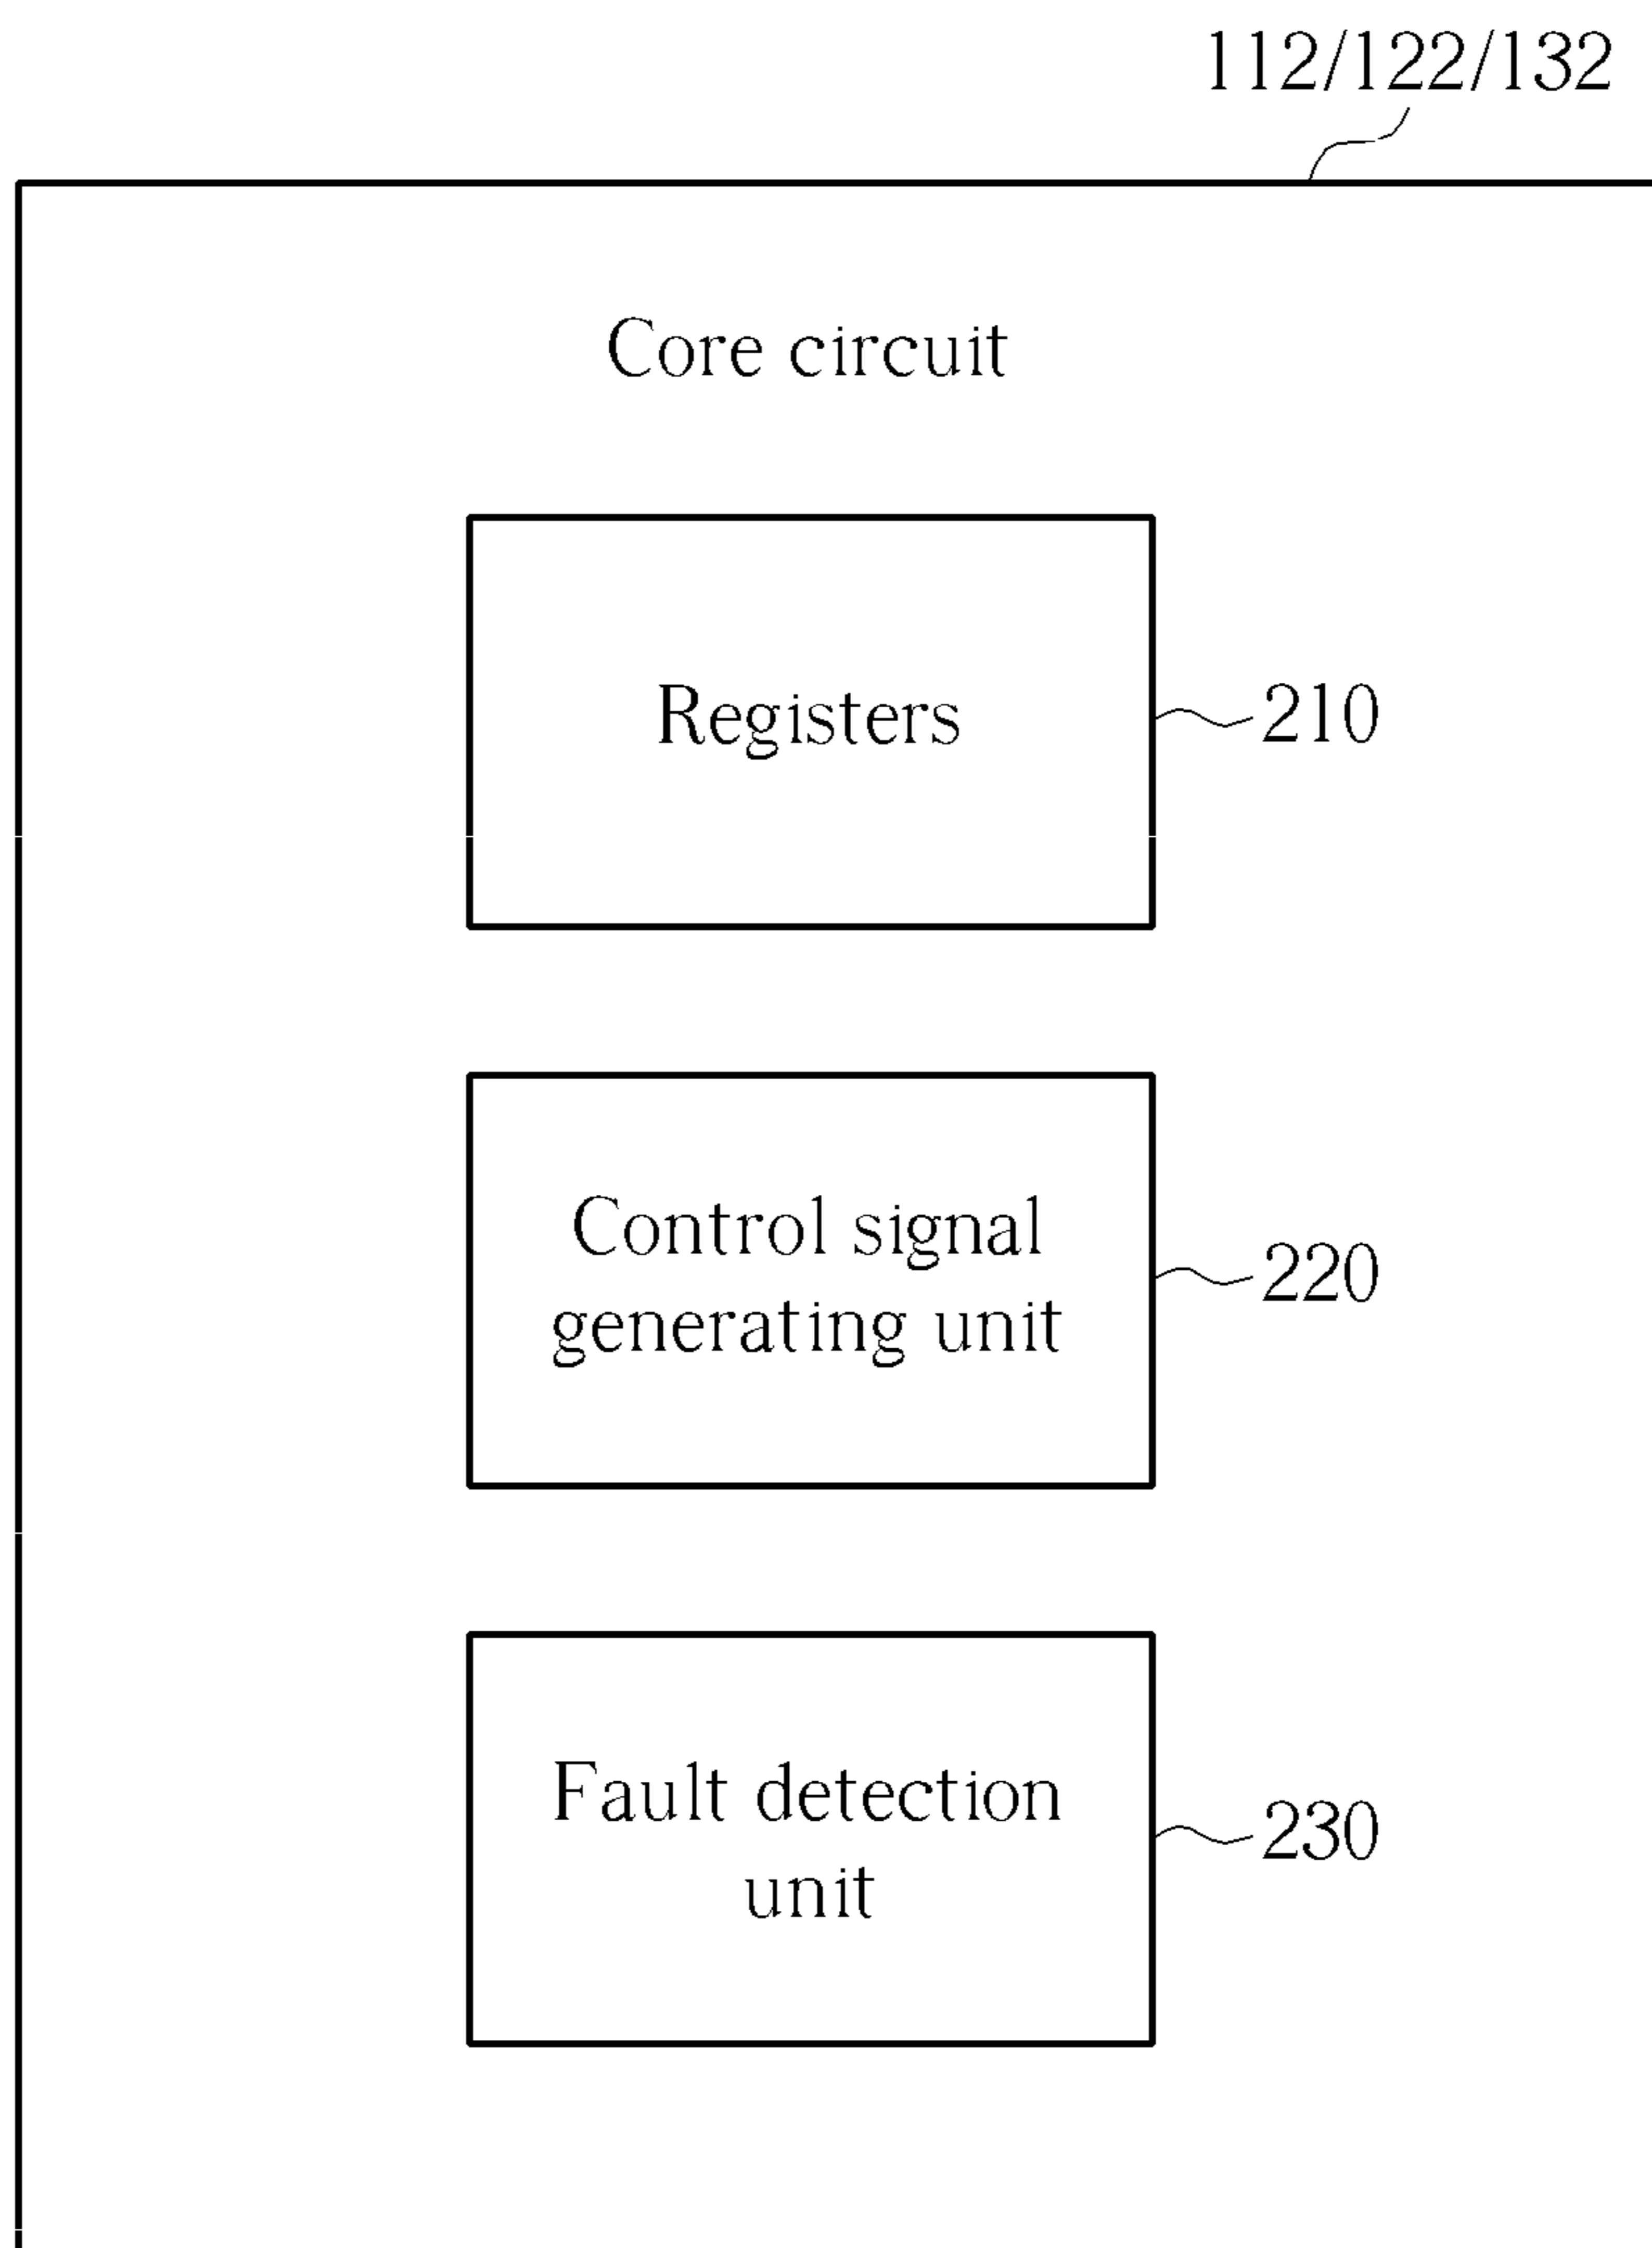 112/122/132
Core circuit
Registers
210
Control signal
generating unit
220
Fault detection
unit
230